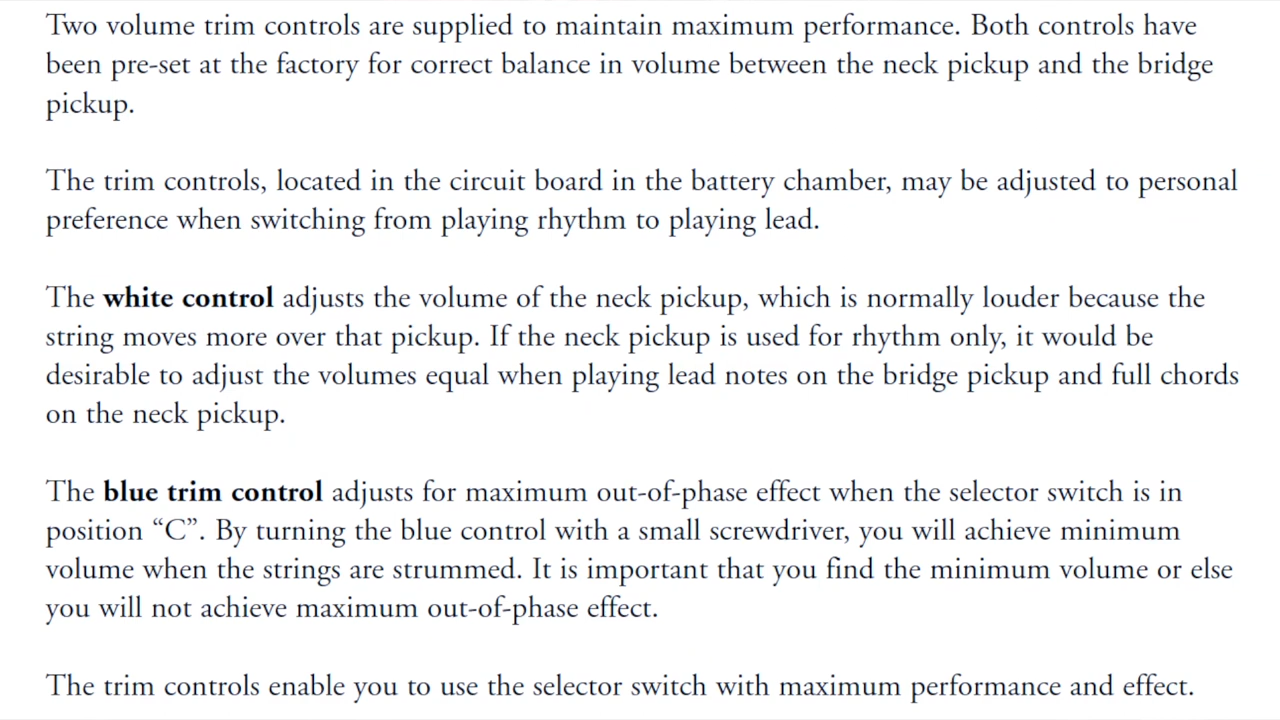 Two volume trim controls are supplied to maintain maximum performance. Both controls have
been pre-set at the factory for correct balance in volume between the neck pickup and the bridge
pickup.
The trim controls, located in the circuit board in the battery chamber, may be adjusted to personal
preference when switching from playing rhythm to playing lead.
The white control adjusts the volume of the neck pickup, which is normally louder because the
string moves more over that pickup. If the neck pickup is used for rhythm only, it would be
desirable to adjust the volumes equal when playing lead notes on the bridge pickup and full chords
on the neck pickup.
The blue trim control adjusts for maximum out-of-phase effect when the selector switch is in
position “C”. By turning the blue control with a small screwdriver, you will achieve minimum
volume when the strings are strummed. It is important that you find the minimum volume or else
you will not achieve maximum out-of-phase effect.
The trim controls enable you to use the selector switch with maximum performance and effect.